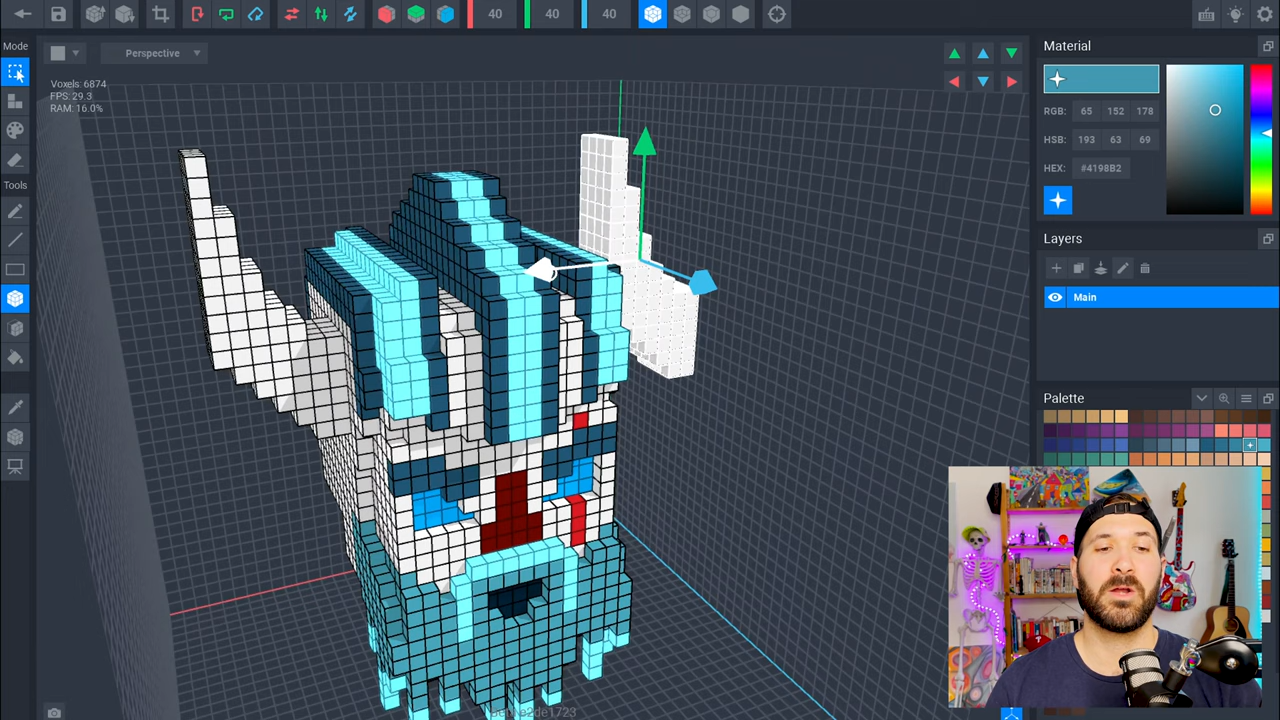 40 40 40
Mode
Perspective
Voxels: 6874
FPS: 29.3
RAM: 16.0%
Tools
Material
RGB: 65 152 178
HSB: 193 63 69
HEX: #4198B2
Layers
Main
Palette